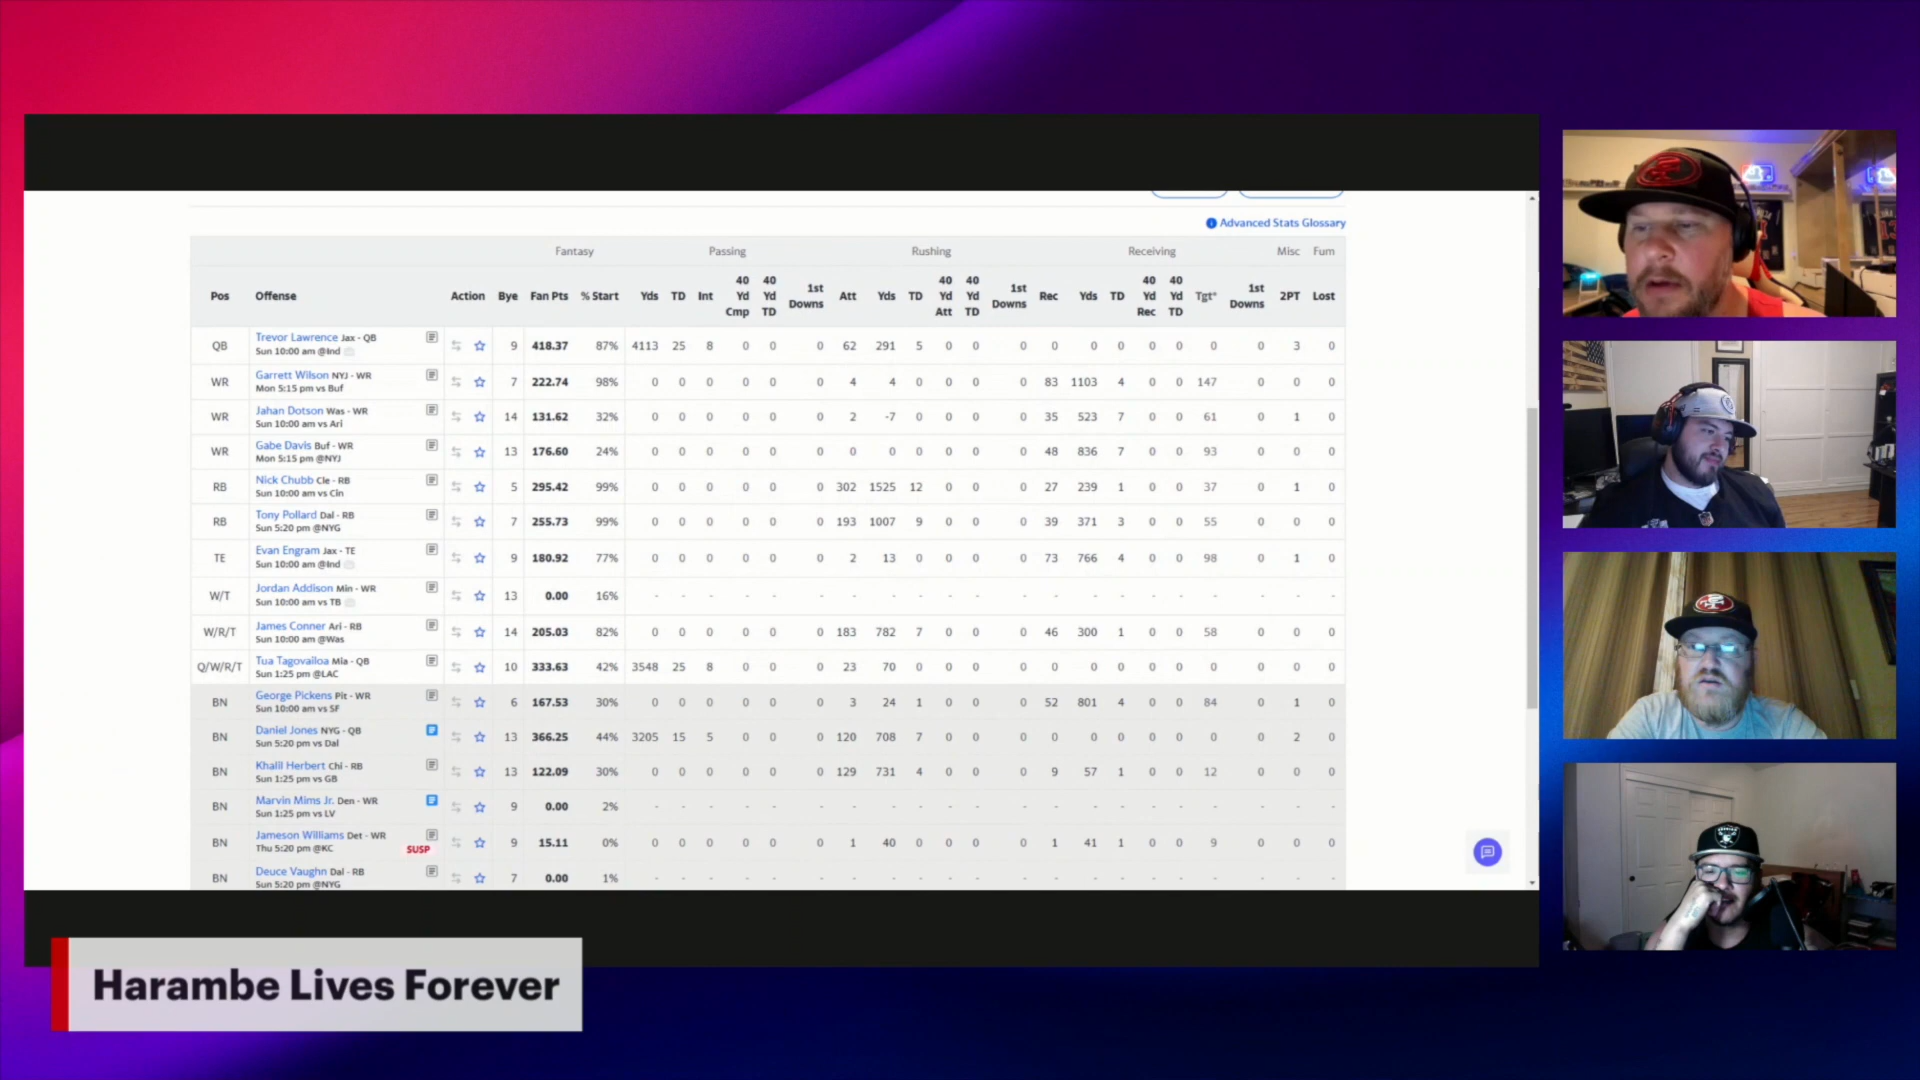 Advanced Stats Glossary
Fantasy Passing Rushing Receiving Misc Fum
Pos Offense Action Bye Fan Pts % Start Yds TD Int 40 Yd Cmp 40 Yd TD 1st Downs Att Yds TD 40 Yd Att 40 Yd TD 1st Downs Rec Yds TD 40 Yd Rec 40 Yd TD Tgt* 1st Downs 2PT Lost
QB Trevor Lawrence Jax - QB 9 418.37 87% 4113 25 8 0 0 0 62 291 5 0 0 0 0 0 0 0 0 0 0 3 0
Sun 10:00 am @Ind
WR Garrett Wilson NYJ - WR 7 222.74 98% 0 0 0 0 0 0 4 4 0 0 0 0 83 1103 4 0 0 147 0 0 0
Mon 5:15 pm vs Buf
WR Jahan Dotson Was - WR 14 131.62 32% 0 0 0 0 0 0 2 -7 0 0 0 0 35 523 7 0 0 61 0 1 0
Sun 10:00 am vs Ari
WR Gabe Davis Buf - WR 13 176.60 24% 0 0 0 0 0 0 0 0 0 0 0 0 48 836 7 0 0 93 0 0 0
Mon 5:15 pm @NYJ
RB Nick Chubb Cle - RB 5 295.42 99% 0 0 0 0 0 0 302 1525 12 0 0 0 27 239 1 0 0 37 0 1 0
Sun 10:00 am vs Cin
RB Tony Pollard Dal - RB 7 255.73 99% 0 0 0 0 0 0 193 1007 9 0 0 0 39 371 3 0 0 55 0 0 0
Sun 5:20 pm @NYG
TE Evan Engram Jax - TE 9 180.92 77% 0 0 0 0 0 0 2 13 0 0 0 0 73 766 4 0 0 98 0 1 0
Sun 10:00 am @Ind
W/T Jordan Addison Min - WR 13 0.00 16% - - - - - - - - - - - - - - - - - - - - -
Sun 10:00 am vs TB
W/R/T James Conner Ari - RB 14 205.03 82% 0 0 0 0 0 0 183 782 7 0 0 0 46 300 1 0 0 58 0 0 0
Sun 10:00 am @Was
Q/W/R/T Tua Tagovailoa Mia - QB 10 333.63 42% 3548 25 8 0 0 0 23 70 0 0 0 0 0 0 0 0 0 0 0 0 0
Sun 1:25 pm @LAC
BN George Pickens Pit - WR 6 167.53 30% 0 0 0 0 0 0 3 24 1 0 0 0 52 801 4 0 0 84 0 1 0
Sun 10:00 am vs SF
BN Daniel Jones NYG - QB 13 366.25 44% 3205 15 5 0 0 0 120 708 7 0 0 0 0 0 0 0 0 0 0 2 0
Sun 5:20 pm vs Dal
BN Khalil Herbert Chi - RB 13 122.09 30% 0 0 0 0 0 0 129 731 4 0 0 0 9 57 1 0 0 12 0 0 0
Sun 1:25 pm vs GB
BN Marvin Mims Jr. Den - WR 9 0.00 2% - - - - - - - - - - - - - - - - - - - - -
Sun 1:25 pm vs LV
BN Jameson Williams Det - WR 9 15.11 0% 0 0 0 0 0 0 1 40 0 0 0 0 1 41 1 0 0 9 0 0 0
Thu 5:20 pm @KC SUSP
BN Deuce Vaughn Dal - RB 7 0.00 1% - - - - - - - - - - - - - - - - - - - - -
Sun 5:20 pm @NYG
Harambe Lives Forever